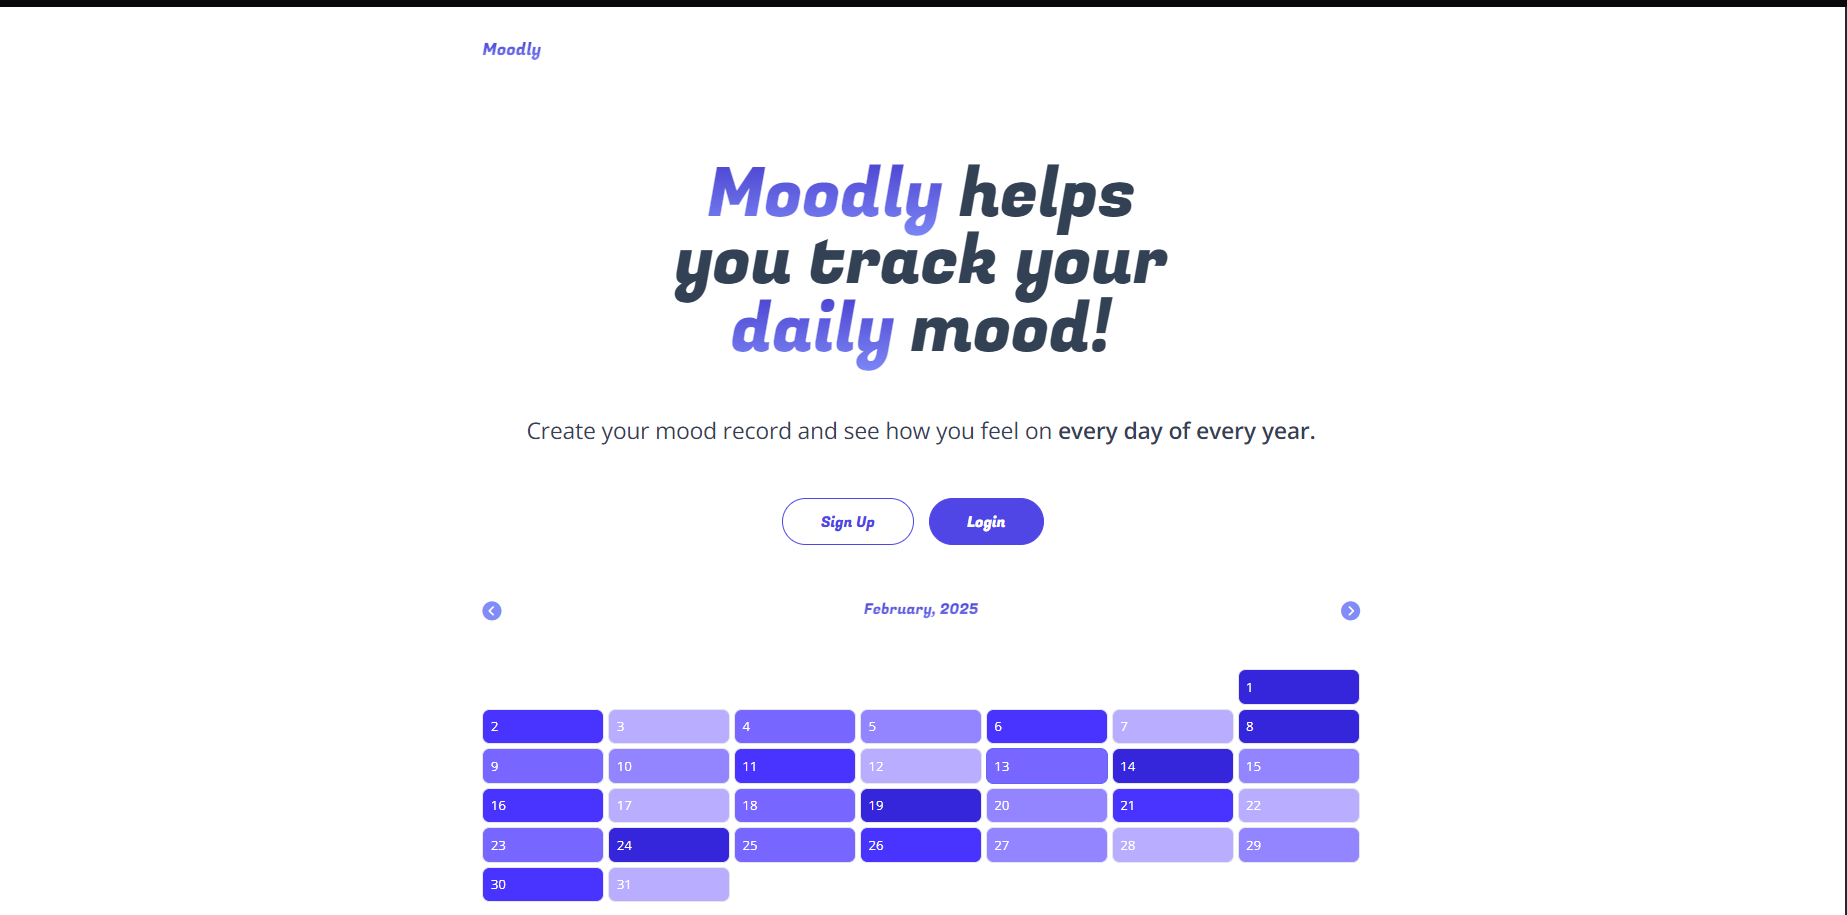 Moodly
Moodly helps
you track your
daily mood!
Create your mood record and see how you feel on every day of every year.
Sign Up Login
February, 2025
1
2 3 4 5 6 7 8
9 10 11 12 13 14 15
16 17 18 19 20 21 22
23 24 25 26 27 28 29
30 31